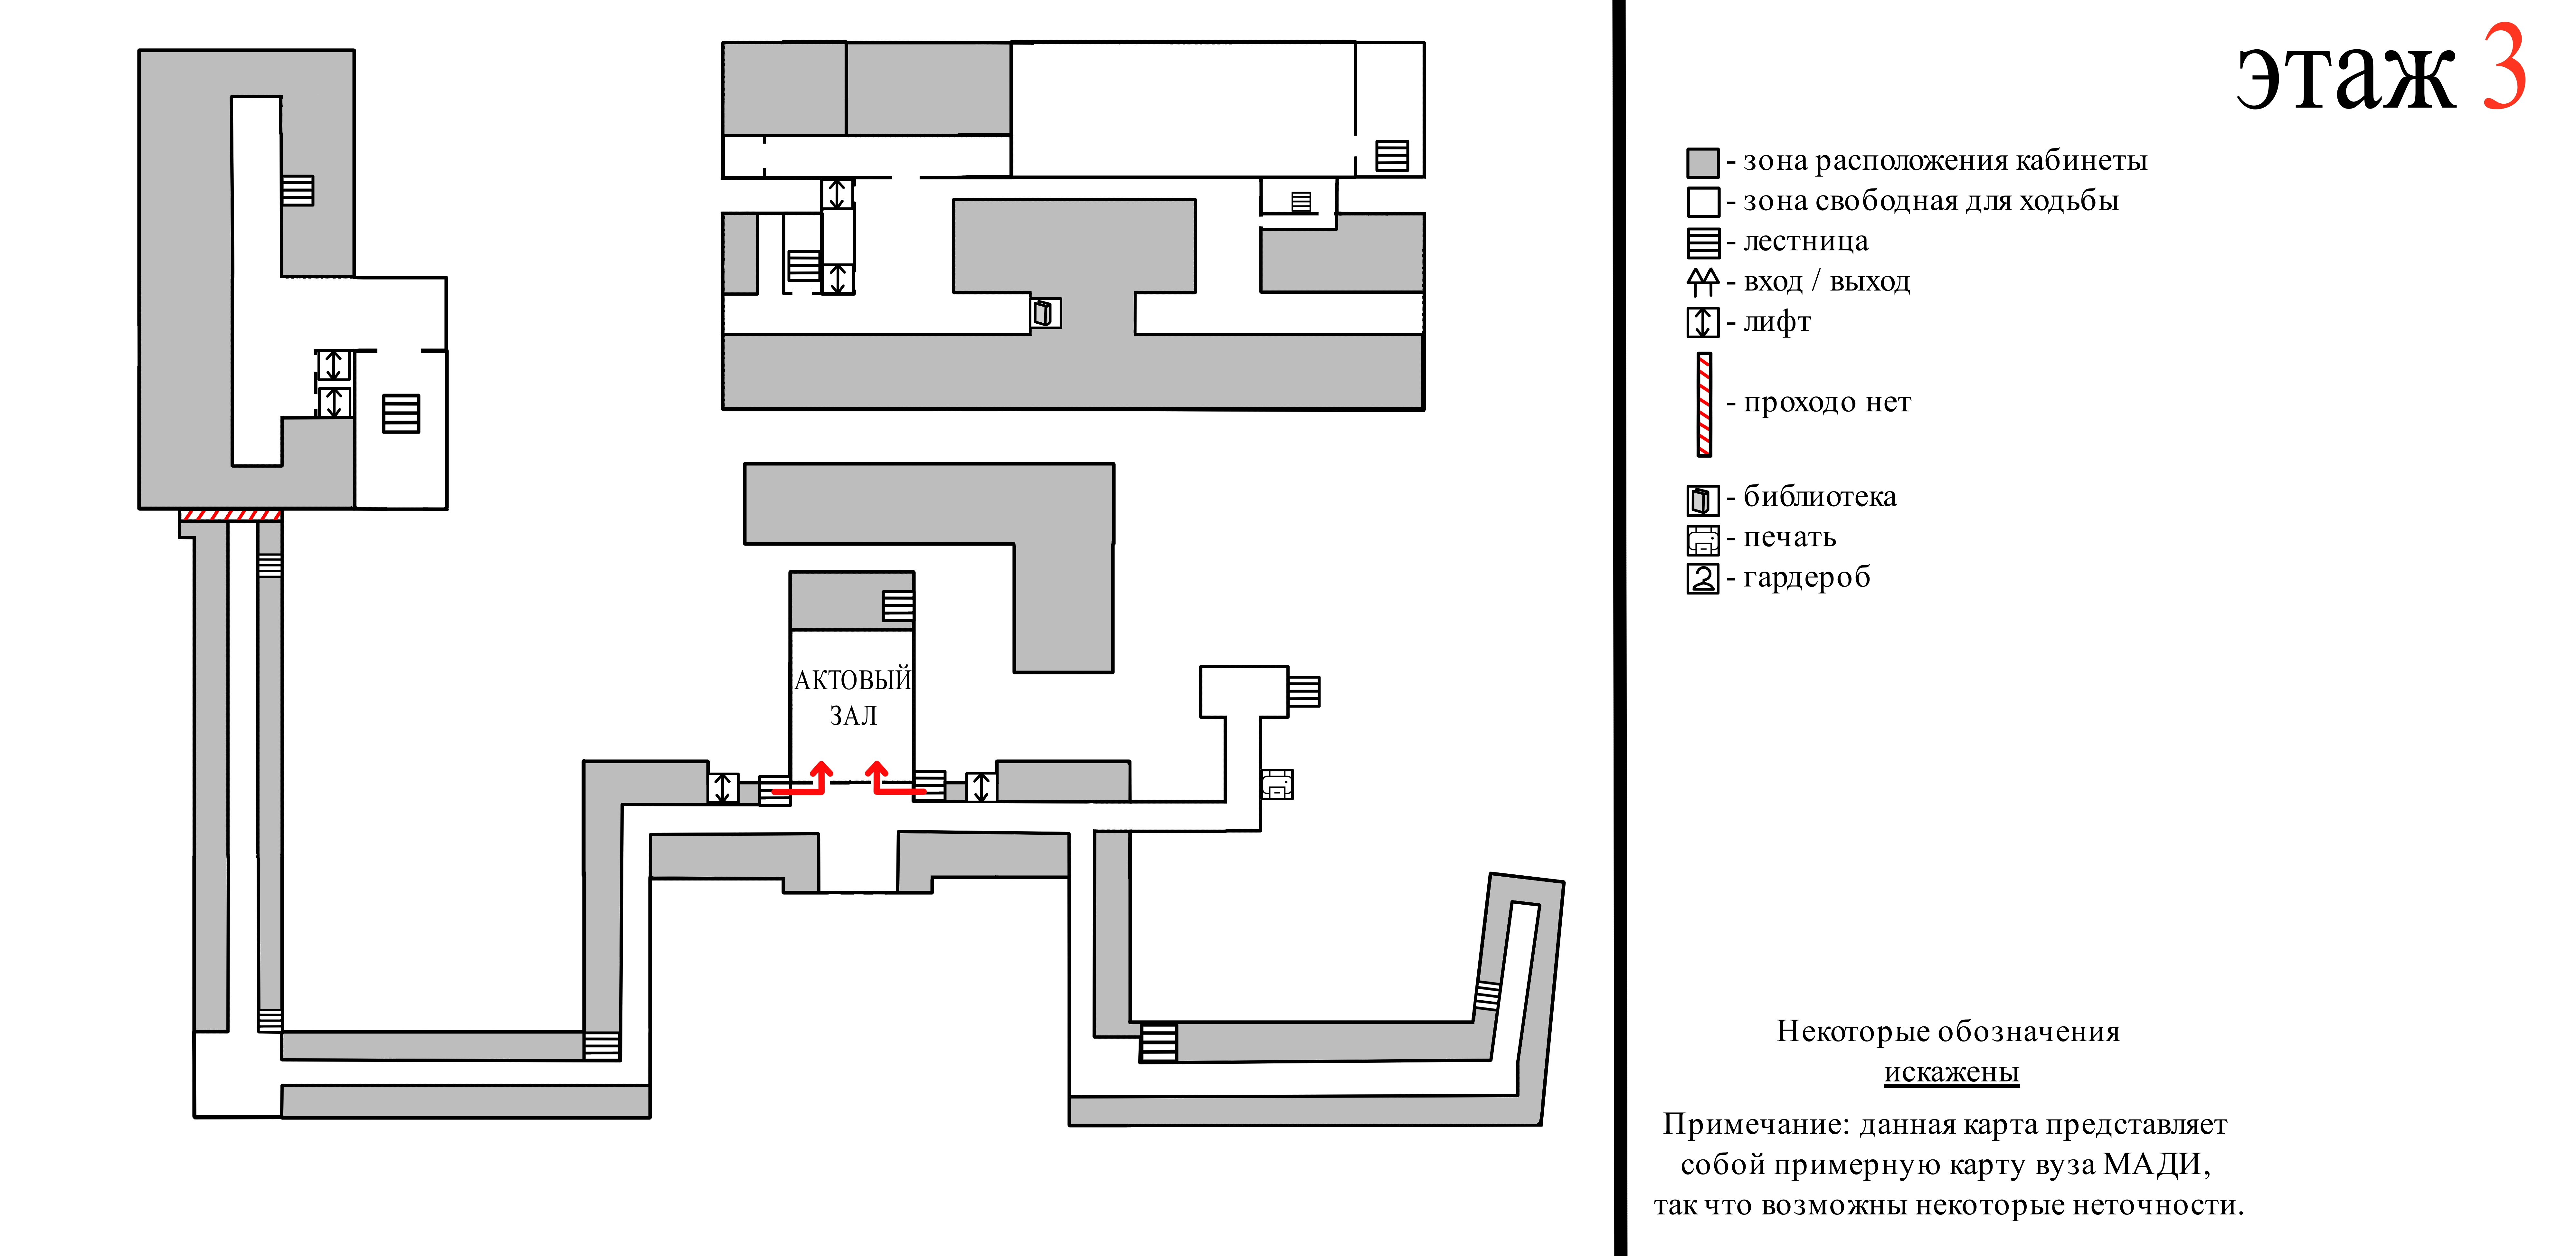 этаж 3
- зона расположения кабинеты
- зона свободная для ходьбы
- лестница
- вход / выход
- лифт
- проходо нет
- библиотека
- печать
- гардероб
АКТОВЫЙ
ЗАЛ
Некоторые обозначения
искажены
Примечание: данная карта представляет
собой примерную карту вуза МАДИ,
так что возможны некоторые неточности.